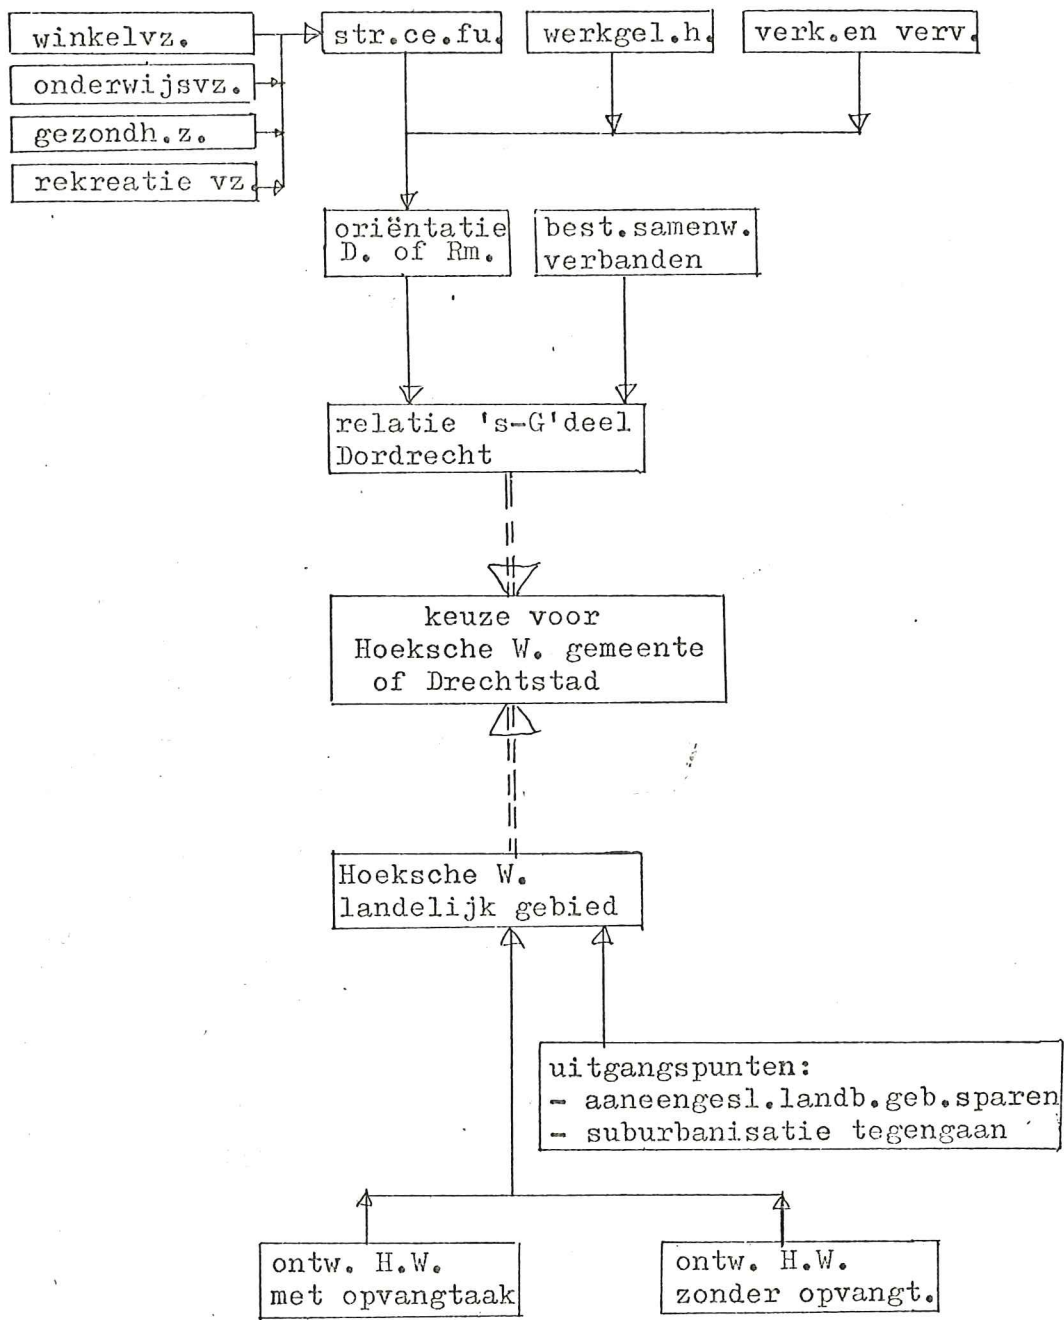 winkelvz.
str.ce.fu.
werkgel.h.
verk.en verv.
onderwijsvz.
gezondh.z.
rekreatie vz.
oriëntatie
D. of Rm.
best.samenw.
verbanden
relatie 's-G'deel
Dordrecht
keuze voor
Hoeksche W. gemeente
of Drechtstad
Hoeksche W.
landelijk gebied
uitgangspunten:
- aaneengesl.landb.geb.sparen
- suburbanisatie tegengaan
ontw. H.W.
met opvangtaak
ontw. H.W.
zonder opvangt.